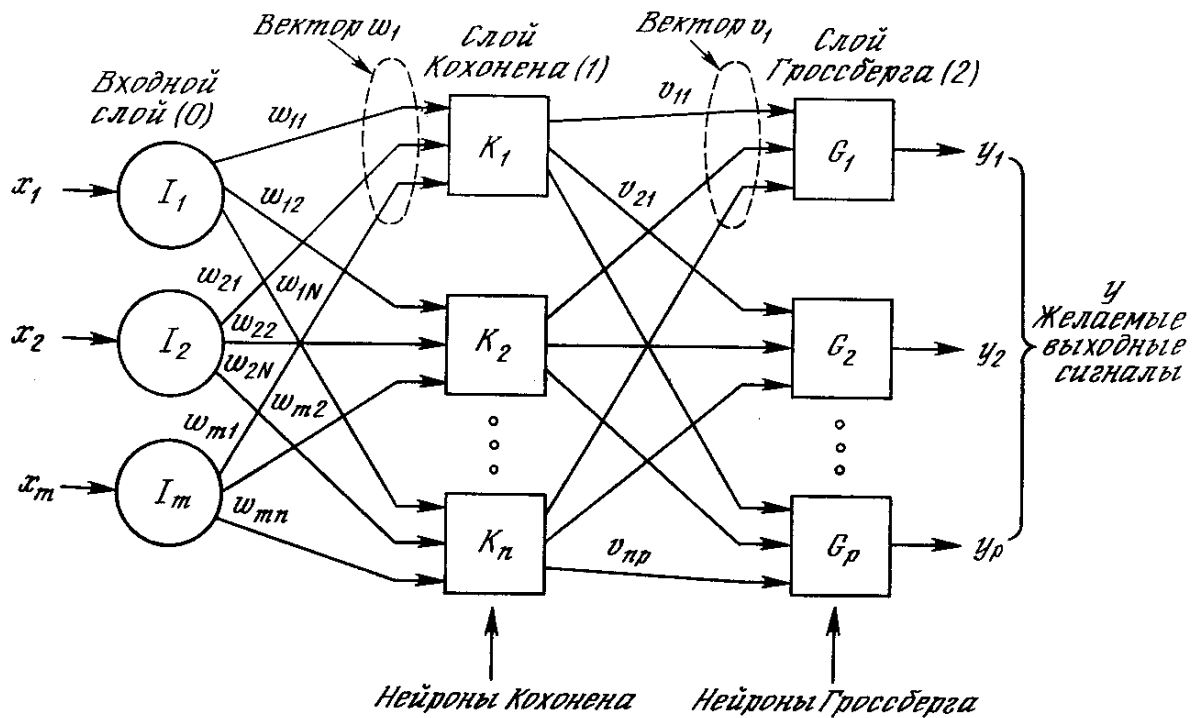 Вектор w₁
Слой
Кохонена (1)
Вектор v₁
Слой
Гроссберга (2)
Входной
слой (0)
w₁₁
v₁₁
x₁
I₁
K₁
G₁
y₁
w₁₂
v₂₁
w₂₁
w₁N
x₂
I₂
w₂₂
K₂
G₂
y₂
w₂N
y
Желаемые
выходные
сигналы
wₘ₁
wₘ₂
xₘ
Iₘ
wₘₙ
Kₙ
vₙₚ
Gₚ
yₚ
Нейроны Кохонена
Нейроны Гроссберга